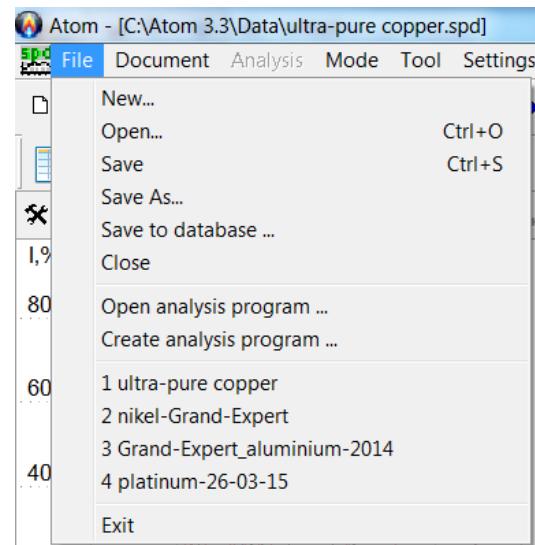 Atom - [C:\Atom 3.3\Data\ultra-pure copper.spd]
spd File Document Analysis Mode Tool Settings
New...
Open... Ctrl+O
Save Ctrl+S
Save As...
Save to database ...
Close
I,%
80
Open analysis program ...
Create analysis program ...
60
1 ultra-pure copper
2 nikel-Grand-Expert
3 Grand-Expert_aluminium-2014
40
4 platinum-26-03-15
Exit